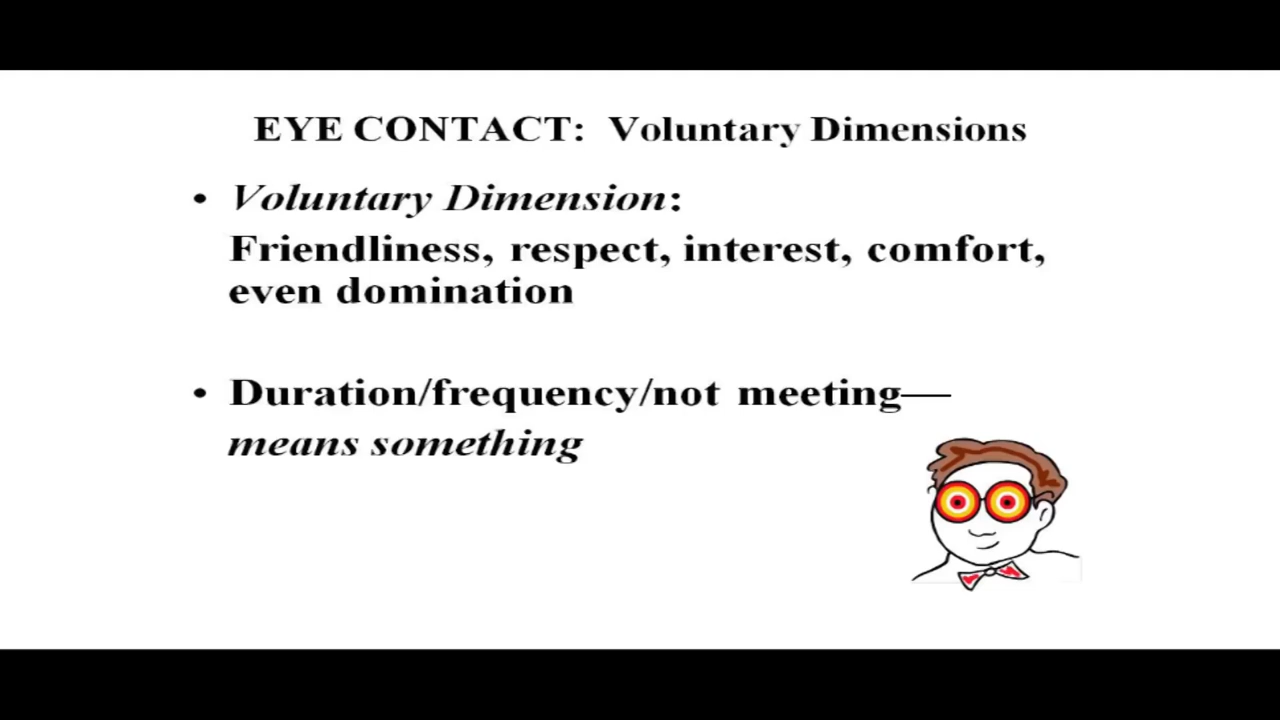 EYE CONTACT: Voluntary Dimensions
• Voluntary Dimension:
Friendliness, respect, interest, comfort,
even domination
• Duration/frequency/not meeting—
means something